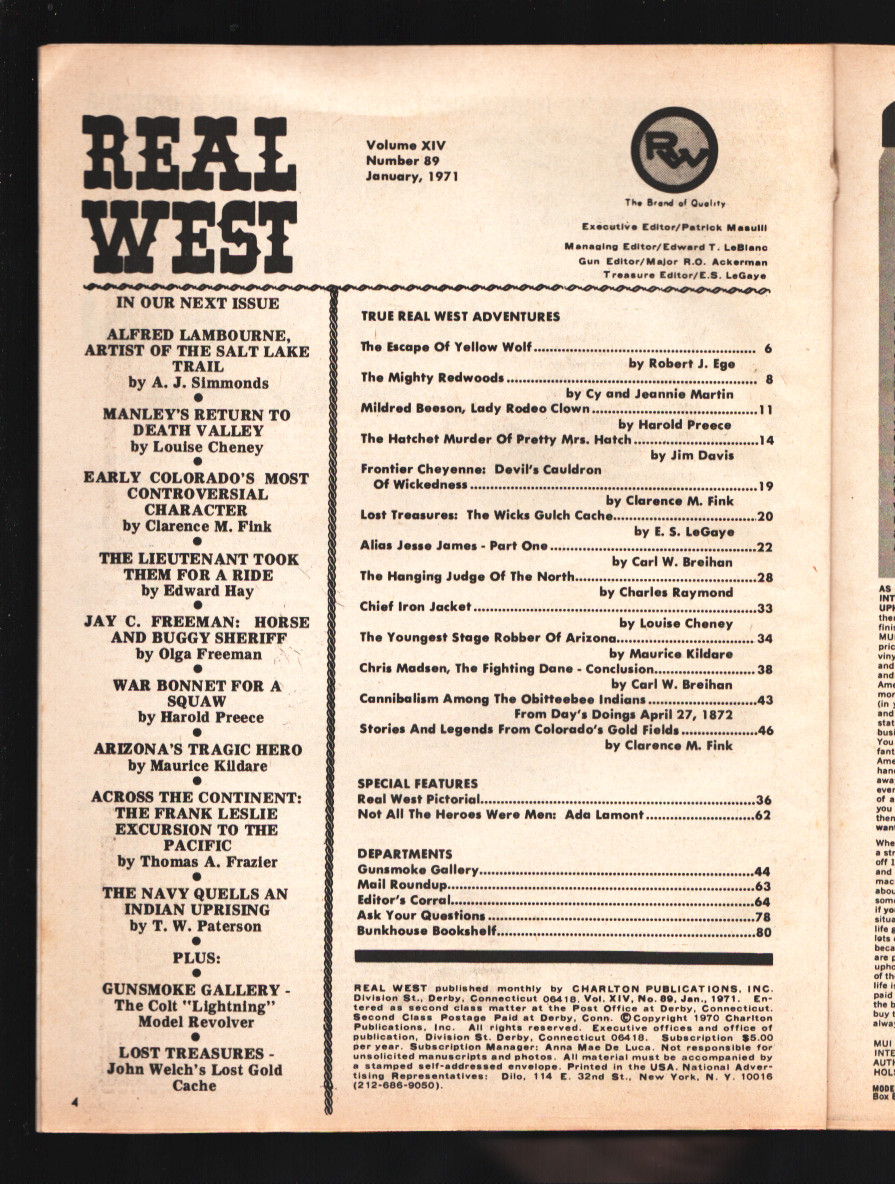 REAL
WEST
Volume XIV
Number 89
January, 1971
RW
The Brand of Quality
Executive Editor/Patrick Masulli
Managing Editor/Edward T. LeBlanc
Gun Editor/Major R.O. Ackerman
Treasure Editor/E.S. LeGaye
IN OUR NEXT ISSUE
ALFRED LAMBOURNE,
ARTIST OF THE SALT LAKE
TRAIL
by A. J. Simmonds
MANLEY'S RETURN TO
DEATH VALLEY
by Louise Cheney
EARLY COLORADO'S MOST
CONTROVERSIAL
CHARACTER
by Clarence M. Fink
THE LIEUTENANT TOOK
THEM FOR A RIDE
by Edward Hay
JAY C. FREEMAN: HORSE
AND BUGGY SHERIFF
by Olga Freeman
WAR BONNET FOR A
SQUAW
by Harold Preece
ARIZONA'S TRAGIC HERO
by Maurice Kildare
ACROSS THE CONTINENT:
THE FRANK LESLIE
EXCURSION TO THE
PACIFIC
by Thomas A. Frazier
THE NAVY QUELLS AN
INDIAN UPRISING
by T. W. Paterson
PLUS:
GUNSMOKE GALLERY -
The Colt "Lightning"
Model Revolver
LOST TREASURES -
John Welch's Lost Gold
Cache
4
TRUE REAL WEST ADVENTURES
The Escape Of Yellow Wolf 6
by Robert J. Ege
The Mighty Redwoods 8
by Cy and Jeannie Martin
Mildred Beeson, Lady Rodeo Clown 11
by Harold Preece
The Hatchet Murder Of Pretty Mrs. Hatch 14
by Jim Davis
Frontier Cheyenne: Devil's Cauldron
Of Wickedness 19
by Clarence M. Fink
Lost Treasures: The Wicks Gulch Cache 20
by E. S. LeGaye
Alias Jesse James - Part One 22
by Carl W. Breihan
The Hanging Judge Of The North 28
by Charles Raymond
Chief Iron Jacket 33
by Louise Cheney
The Youngest Stage Robber Of Arizona 34
by Maurice Kildare
Chris Madsen, The Fighting Dane - Conclusion 38
by Carl W. Breihan
Cannibalism Among The Obitteebee Indians 43
From Day's Doings April 27, 1872
Stories And Legends From Colorado's Gold Fields 46
by Clarence M. Fink
SPECIAL FEATURES
Real West Pictorial 36
Not All The Heroes Were Men: Ada Lamont 62
DEPARTMENTS
Gunsmoke Gallery 44
Mail Roundup 63
Editor's Corral 64
Ask Your Questions 78
Bunkhouse Bookshelf 80
REAL WEST published monthly by CHARLTON PUBLICATIONS, INC.
Division St., Derby, Connecticut 06418. Vol. XIV, No. 89, Jan., 1971. En-
tered as second class matter at the Post Office at Derby, Connecticut.
Second Class Postage Paid at Derby, Conn. ©Copyright 1970 Charlton
Publications, Inc. All rights reserved. Executive offices and office of
publication, Division St. Derby, Connecticut 06418. Subscription $5.00
per year. Subscription Manager: Anna Mae De Luca. Not responsible for
unsolicited manuscripts and photos. All material must be accompanied by
a stamped self-addressed envelope. Printed in the USA. National Adver-
tising Representatives: Dilo, 114 E. 32nd St., New York, N. Y. 10016
(212-686-9050).